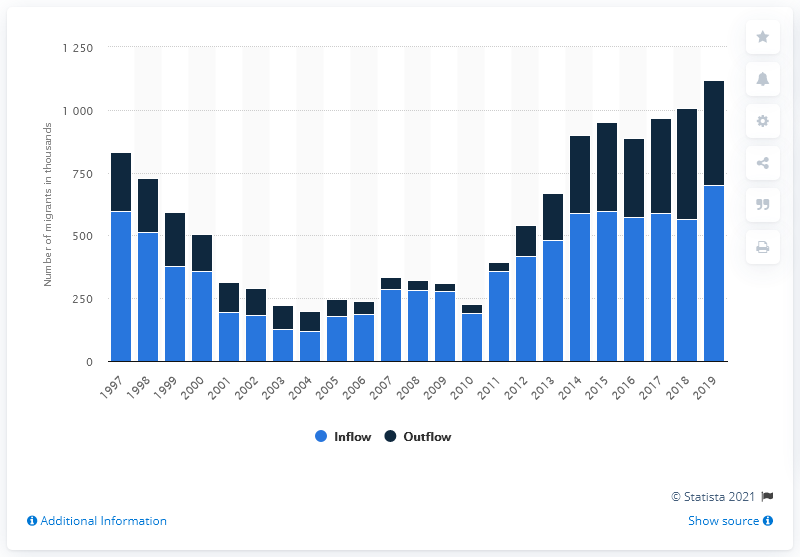 1 250
1 000
750
500
250
0
Number of migrants in thousands
1997 1998 1999 2000 2001 2002 2003 2004 2005 2006 2007 2008 2009 2010 2011 2012 2013 2014 2015 2016 2017 2018 2019
Inflow Outflow
© Statista 2021
Additional Information Show source